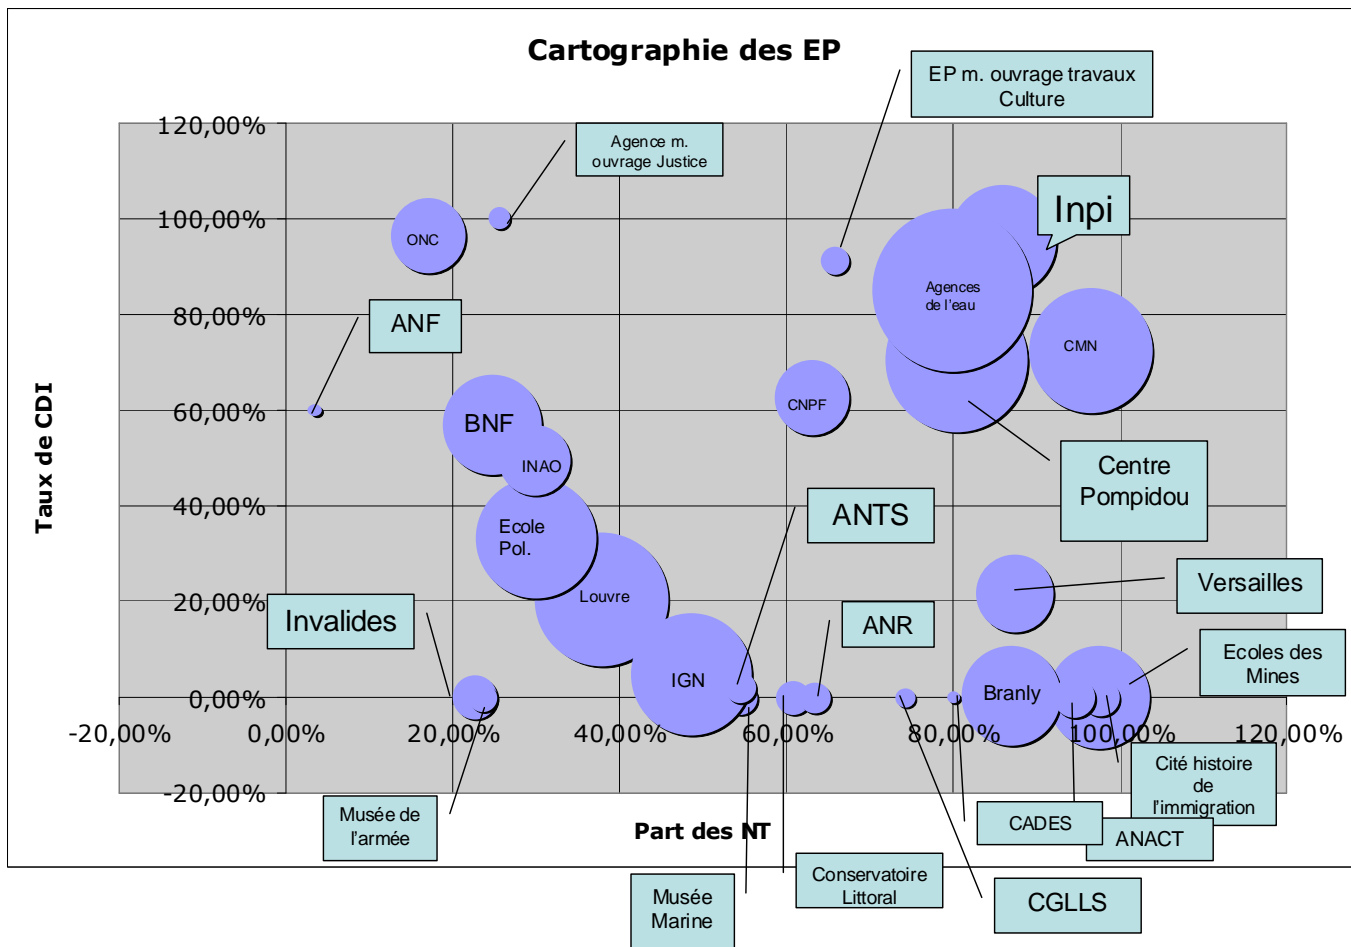 Cartographie des EP
EP m. ouvrage travaux
Culture
120,00%
Agence m.
ouvrage Justice
Inpi
100,00%
ONC
Agences
de l'eau
80,00%
ANF
CMN
CNPF
60,00%
BNF
INAO
Centre
Pompidou
Taux de CDI
40,00%
Ecole
Pol.
ANTS
Versailles
20,00%
Louvre
Invalides
ANR
Ecoles des
Mines
IGN
Branly
0,00%
-20,00%
0,00%
20,00%
40,00%
60,00%
80,00%
100,00%
120,00%
-20,00%
Cité histoire
de
l'immigration
Musée de
l'armée
Part des NT
CADES
ANACT
Conservatoire
Littoral
Musée
Marine
CGLLS